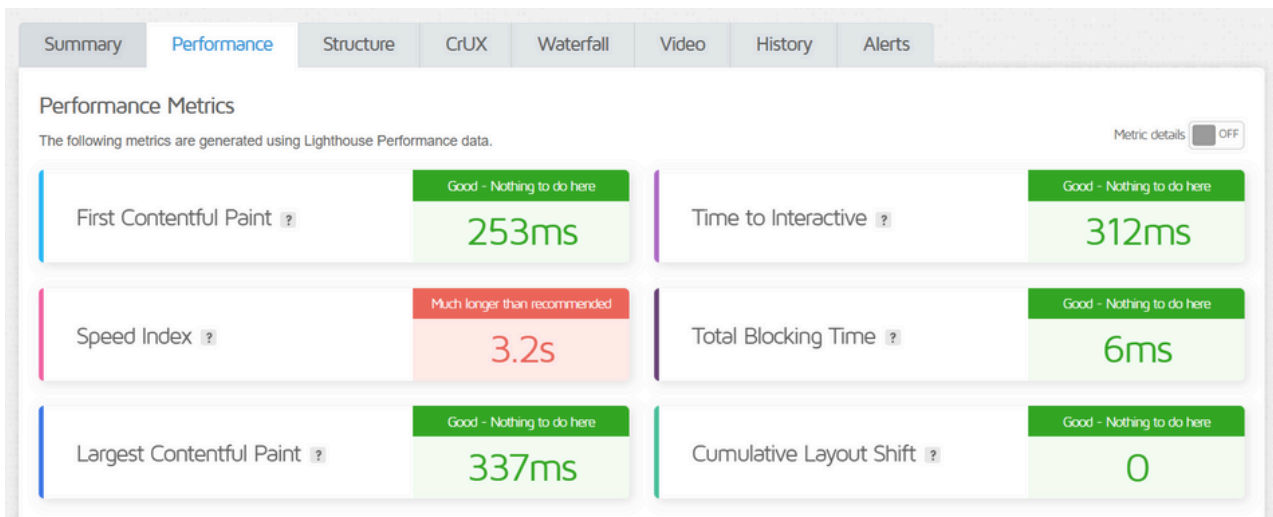 Summary Performance Structure CrUX Waterfall Video History Alerts
Performance Metrics
The following metrics are generated using Lighthouse Performance data.
Metric details OFF
First Contentful Paint ?
Good - Nothing to do here
253ms
Time to Interactive ?
Good - Nothing to do here
312ms
Speed Index ?
Much longer than recommended
3.2s
Total Blocking Time ?
Good - Nothing to do here
6ms
Largest Contentful Paint ?
Good - Nothing to do here
337ms
Cumulative Layout Shift ?
Good - Nothing to do here
0